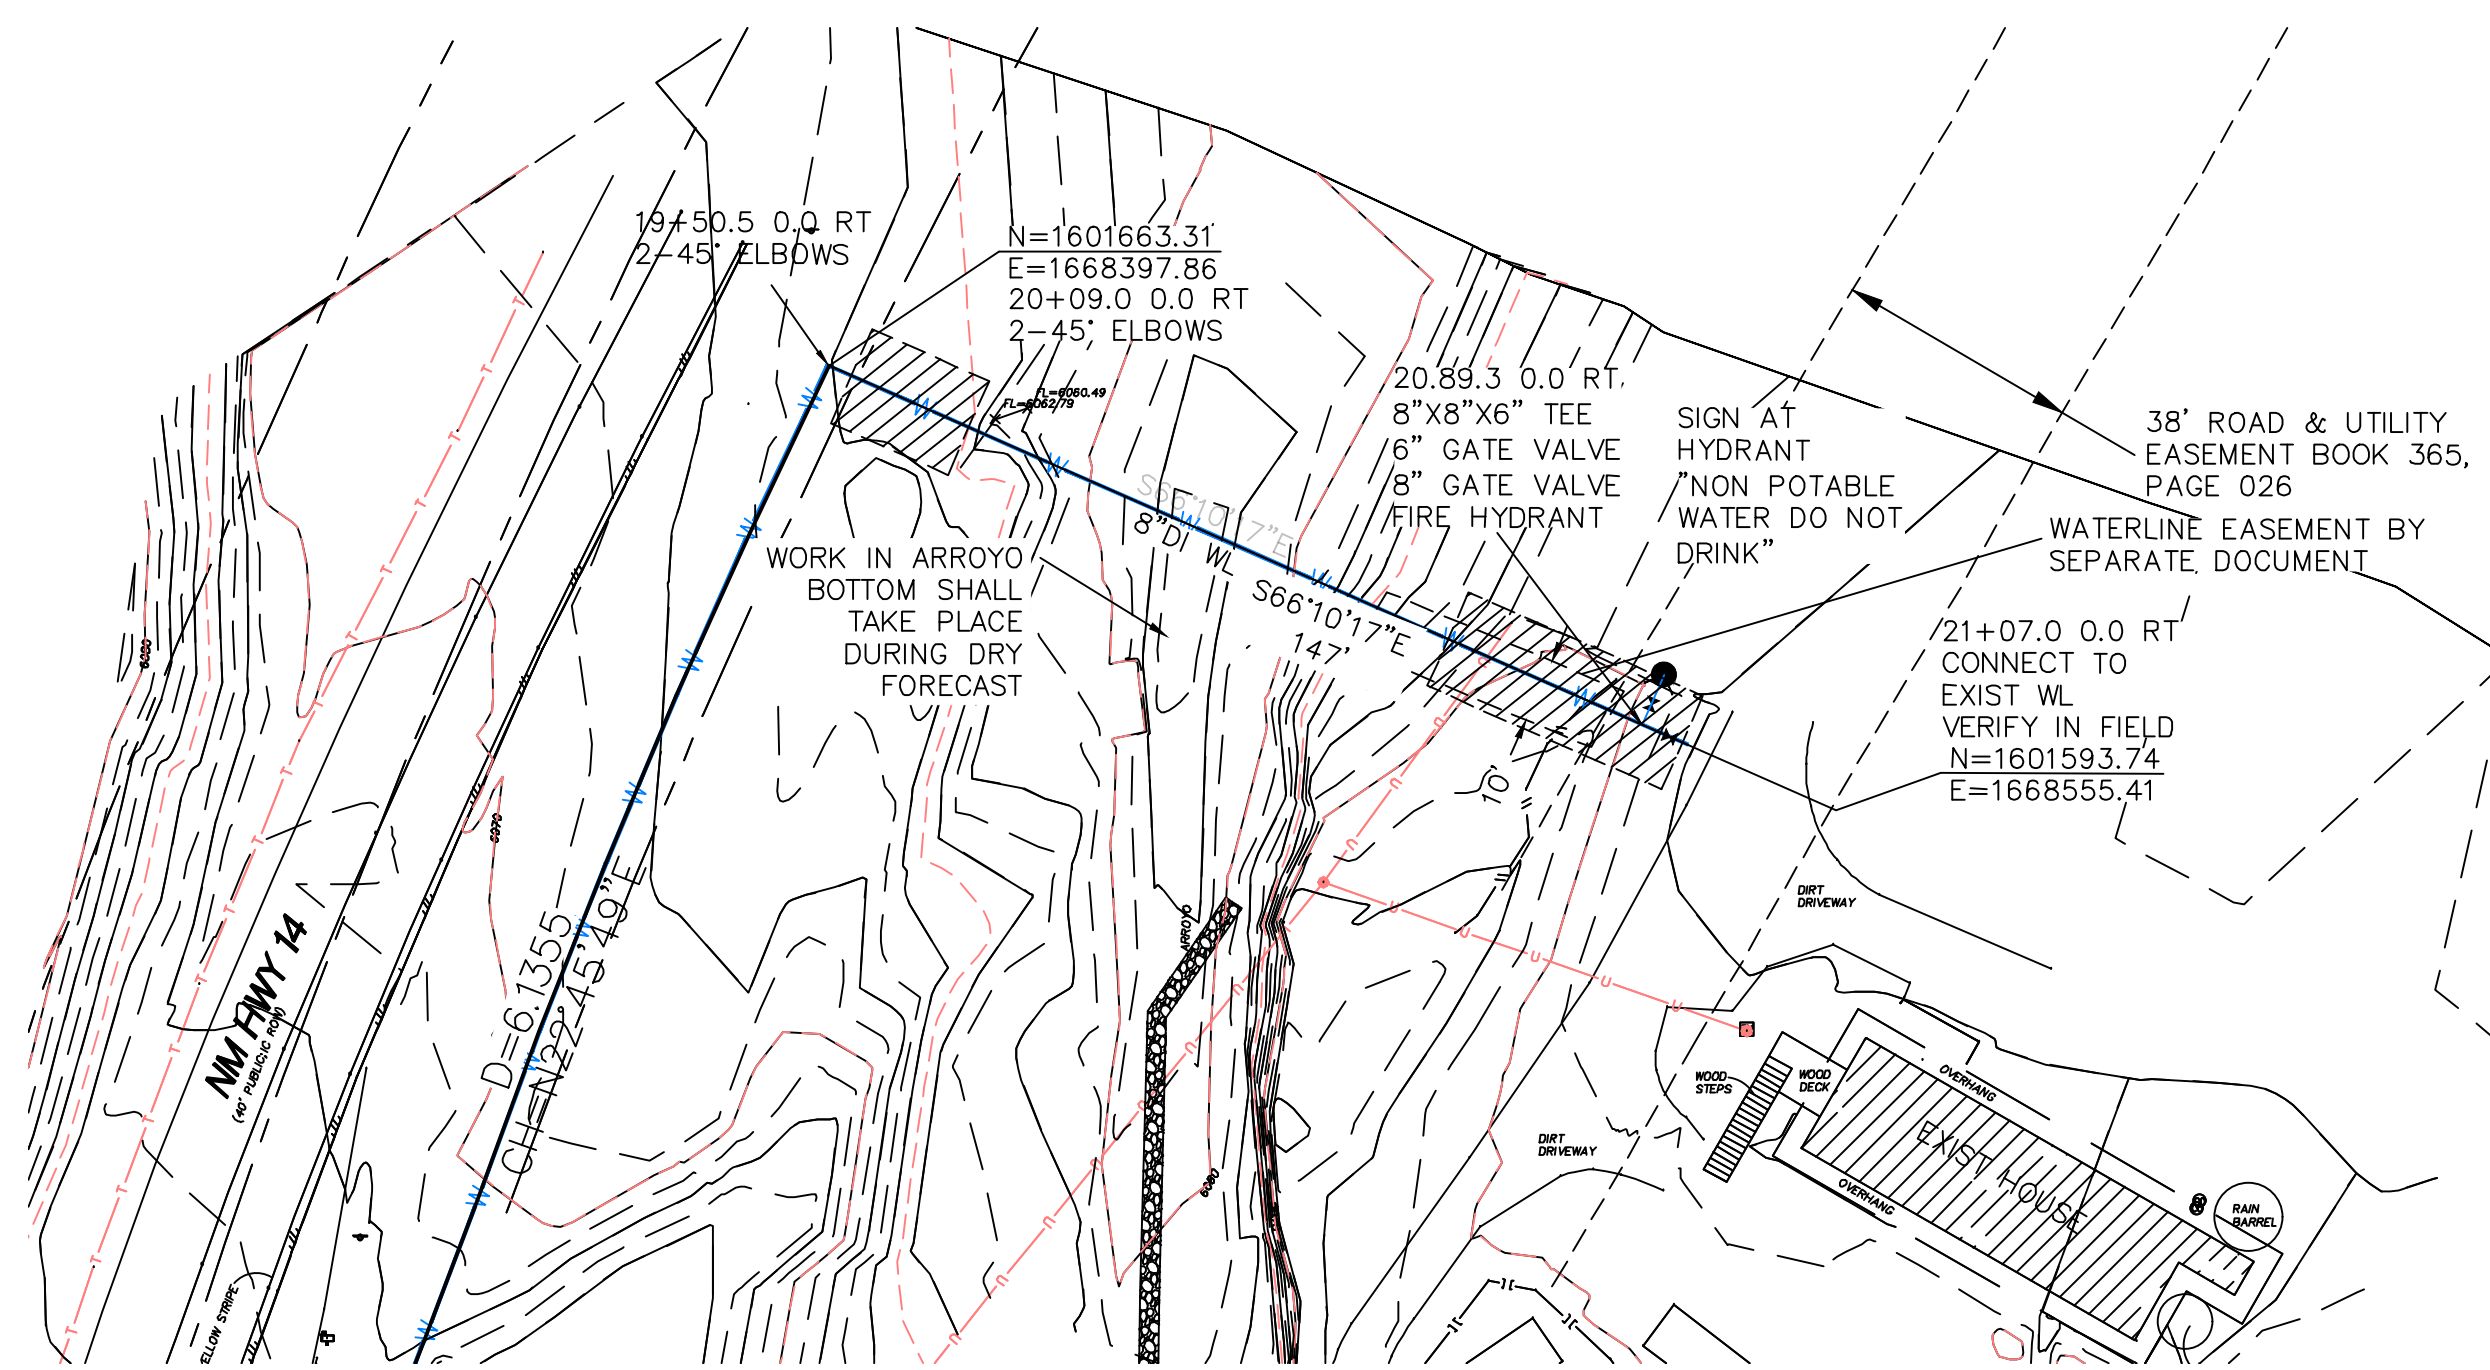 19+50.5 0.0 RT
2-45° ELBOWS
N=1601663.31
E=1668397.86
20+09.0 0.0 RT
2-45° ELBOWS
FL=6060.49
FL=6062.79
20.89.3 0.0 RT,
8"X8"X6" TEE
6" GATE VALVE
8" GATE VALVE
FIRE HYDRANT
SIGN AT
HYDRANT
"NON POTABLE
WATER DO NOT
DRINK"
38' ROAD & UTILITY
EASEMENT BOOK 365,
PAGE 026
WATERLINE EASEMENT BY
SEPARATE DOCUMENT
S66°10'17"E
8"DI WL S66°10'17"E
147'
WORK IN ARROYO
BOTTOM SHALL
TAKE PLACE
DURING DRY
FORECAST
21+07.0 0.0 RT
CONNECT TO
EXIST WL
VERIFY IN FIELD
N=1601593.74
E=1668555.41
10'
6080
6070
D=6.1355
CH=N22°45'49"E
NM HWY 14
(40' PUBLIC ROW)
ARROYO
DIRT
DRIVEWAY
WOOD
STEPS
WOOD
DECK
OVERHANG
EXIST HOUSE
OVERHANG
DIRT
DRIVEWAY
RAIN
BARREL
6060
YELLOW STRIPE